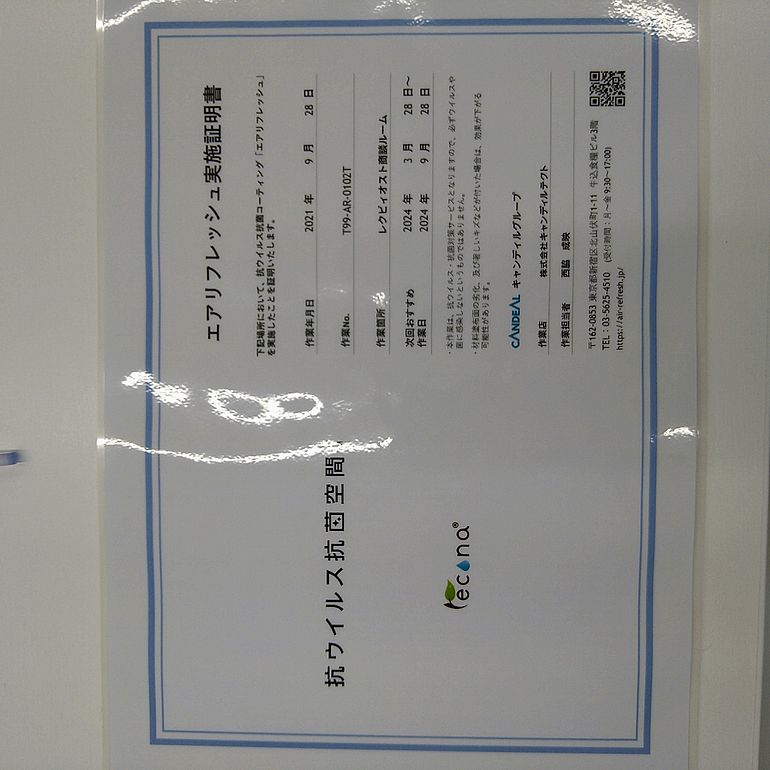 抗ウイルス抗菌空間
recona®
エアリフレッシュ実施証明書
下記場所において、抗ウイルス抗菌コーティング「エアリフレッシュ」
を実施したことを証明いたします。
作業年月日 2021 年 9 月 28 日
作業No. T99-AR-0102T
作業箇所 レクビィオスト商談ルーム
次回おすすめ 2024 年 3 月 28 日〜
作業日 2024 年 9 月 28 日
・本作業は、抗ウイルス・抗菌対策サービスとなりますので、必ずウイルスや
菌に感染しないというものではありません。
・材料塗布面の劣化、及び著しいキズなどが付いた場合は、効果が下がる
可能性があります。
CANDEAL キャンディルグループ
作業店 株式会社キャンディルテクト
作業担当者 西脇 成映
〒162-0853 東京都新宿区北山伏町1-11 牛込食糧ビル3階
TEL：03-5625-4510 (受付時間：月～金 9:30～17:00)
https://air-refresh.jp/